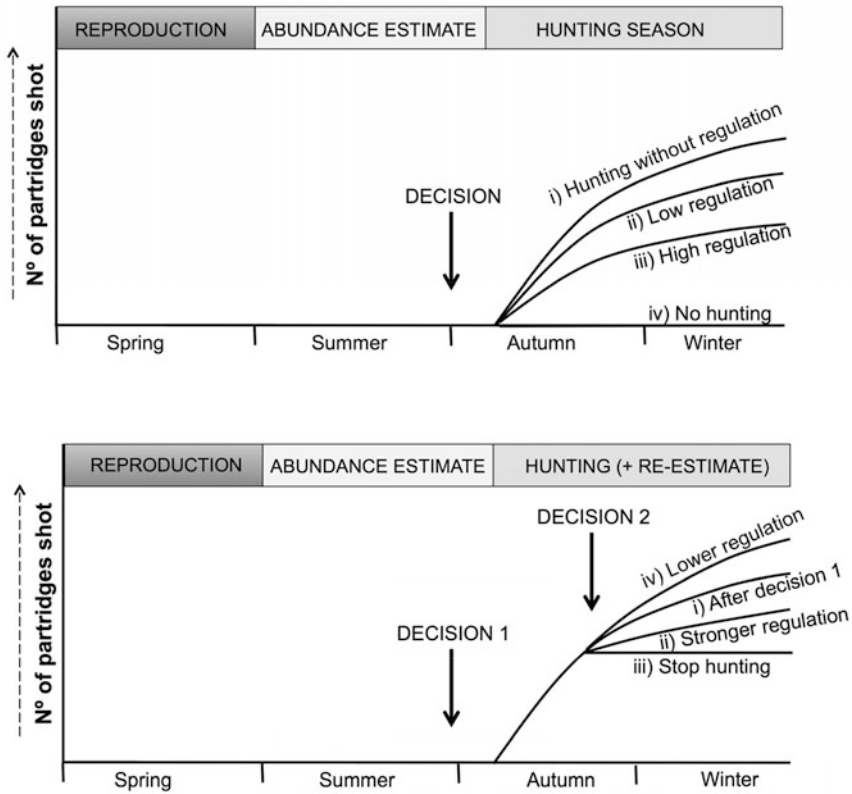 REPRODUCTION ABUNDANCE ESTIMATE HUNTING SEASON
Nº of partridges shot
DECISION
i) Hunting without regulation
ii) Low regulation
iii) High regulation
iv) No hunting
Spring Summer Autumn Winter
REPRODUCTION ABUNDANCE ESTIMATE HUNTING (+ RE-ESTIMATE)
Nº of partridges shot
DECISION 1
DECISION 2
iv) Lower regulation
i) After decision 1
ii) Stronger regulation
iii) Stop hunting
Spring Summer Autumn Winter